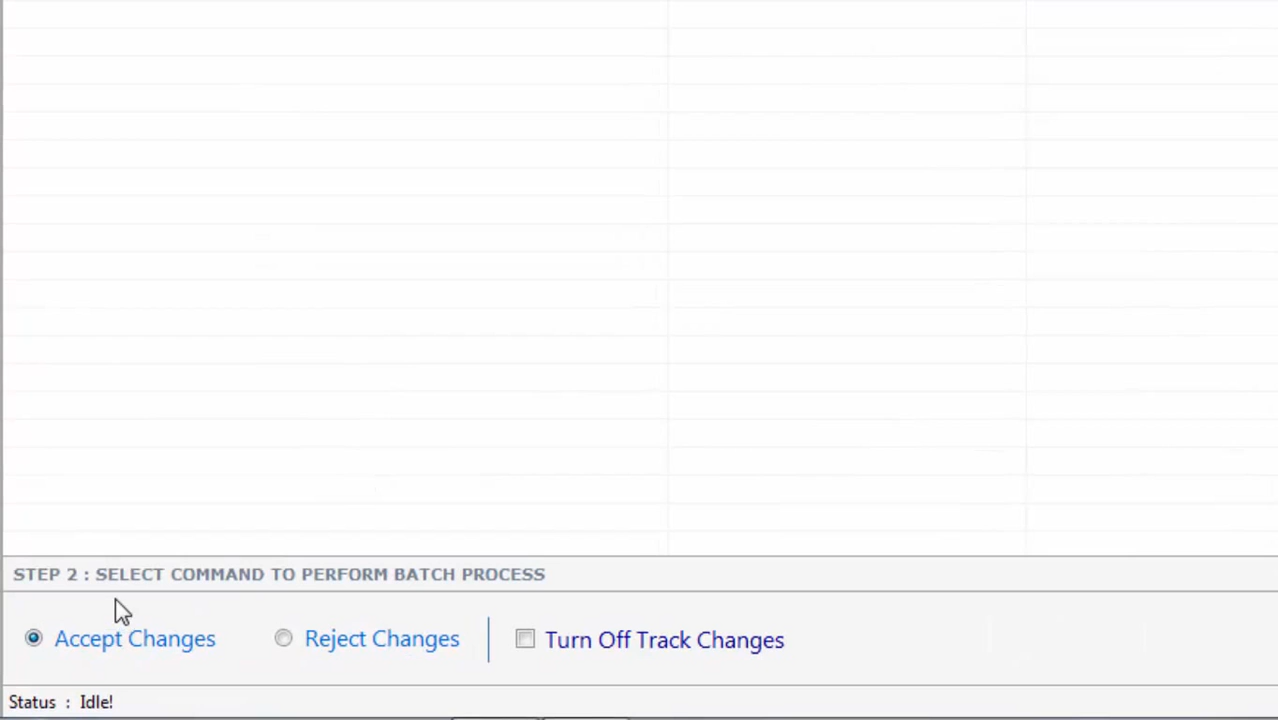 STEP 2 : SELECT COMMAND TO PERFORM BATCH PROCESS
Accept Changes Reject Changes Turn Off Track Changes
Status : Idle!